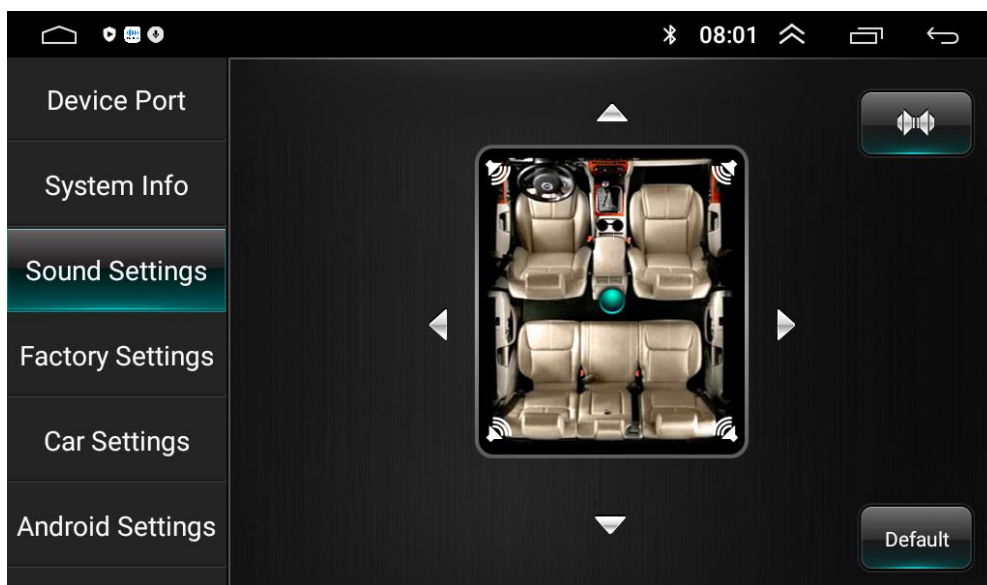 08:01
Device Port
System Info
Sound Settings
Factory Settings
Car Settings
Android Settings
Default